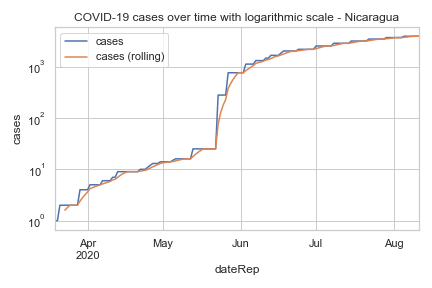 COVID-19 cases over time with logarithmic scale - Nicaragua
cases
cases (rolling)
10³
10²
10¹
10⁰
cases
Apr
2020
May
Jun
Jul
Aug
dateRep